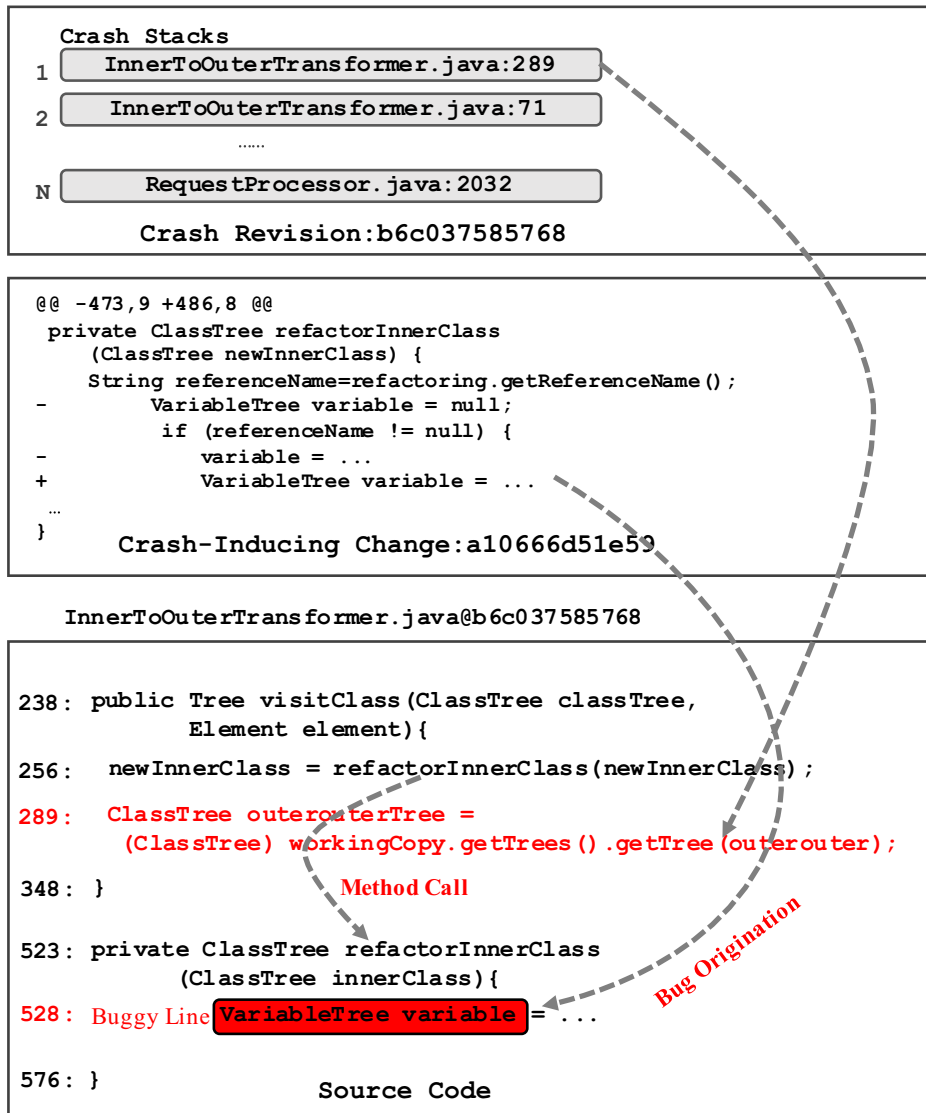 Crash Stacks
1 InnerToOuterTransformer.java:289
2 InnerToOuterTransformer.java:71
……
N RequestProcessor.java:2032
Crash Revision:b6c037585768
@@ -473,9 +486,8 @@
private ClassTree refactorInnerClass
(ClassTree newInnerClass) {
String referenceName=refactoring.getReferenceName();
- VariableTree variable = null;
if (referenceName != null) {
- variable = ...
+ VariableTree variable = ...
…
}
Crash-Inducing Change:a10666d51e59
InnerToOuterTransformer.java@b6c037585768
238: public Tree visitClass(ClassTree classTree,
Element element){
256: newInnerClass = refactorInnerClass(newInnerClass);
289: ClassTree outerouterTree =
(ClassTree) workingCopy.getTrees().getTree(outerouter);
348: }
Method Call
523: private ClassTree refactorInnerClass
(ClassTree innerClass){
Bug Origination
528: Buggy Line VariableTree variable = ...
576: }
Source Code